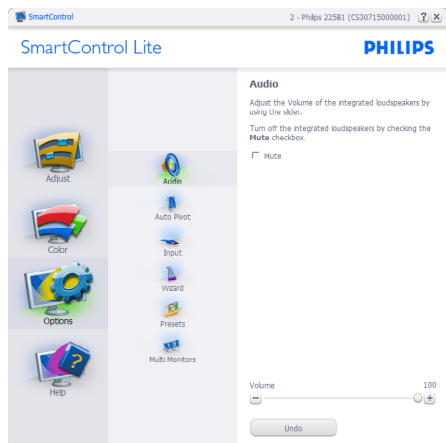 SmartControl
2 - Philips 225B1 (CS30715000001)
SmartControl Lite
PHILIPS
Adjust
Color
Options
Help
Audio
Auto Pivot
Input
Wizard
Presets
Multi Monitors
Audio
Adjust the Volume of the integrated loudspeakers by
using the slider.
Turn off the integrated loudspeakers by checking the
Mute checkbox.
Mute
Volume 100
Undo